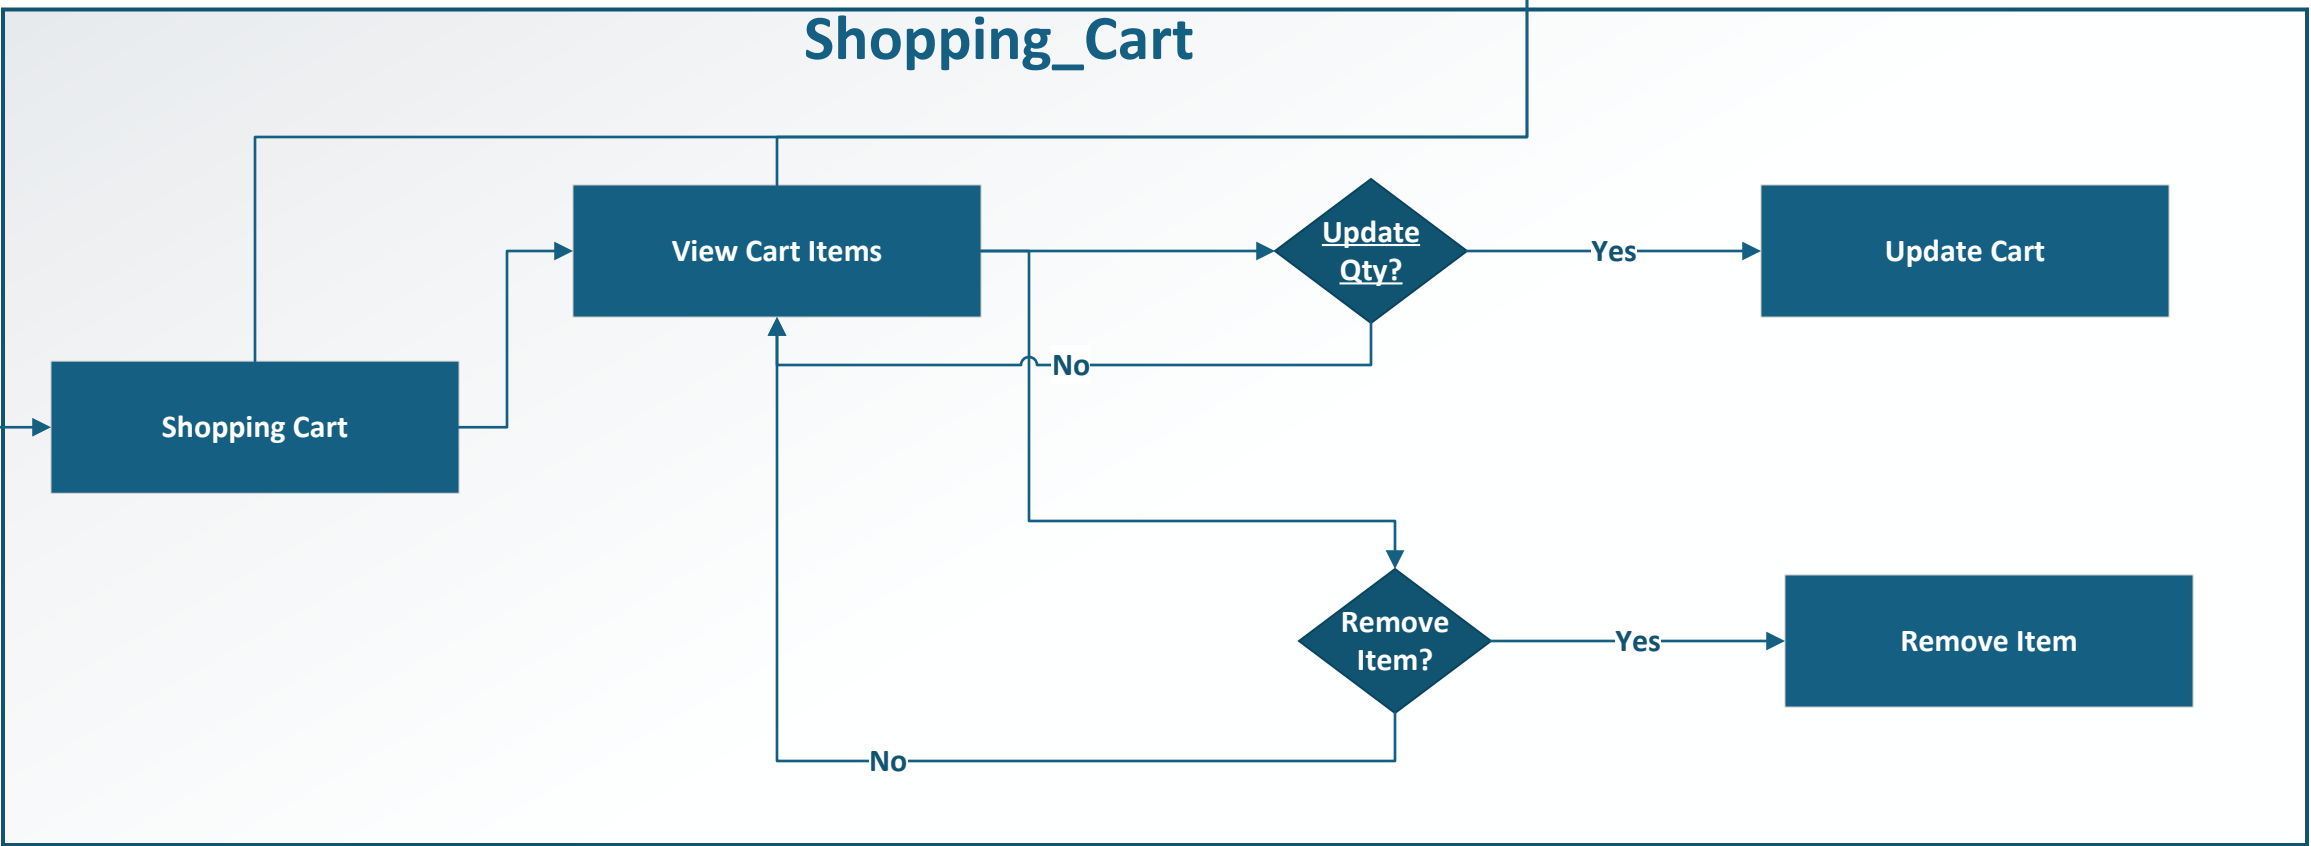 Shopping_Cart
View Cart Items
Update
Qty?
Yes
Update Cart
No
Shopping Cart
Remove
Item?
Yes
Remove Item
No